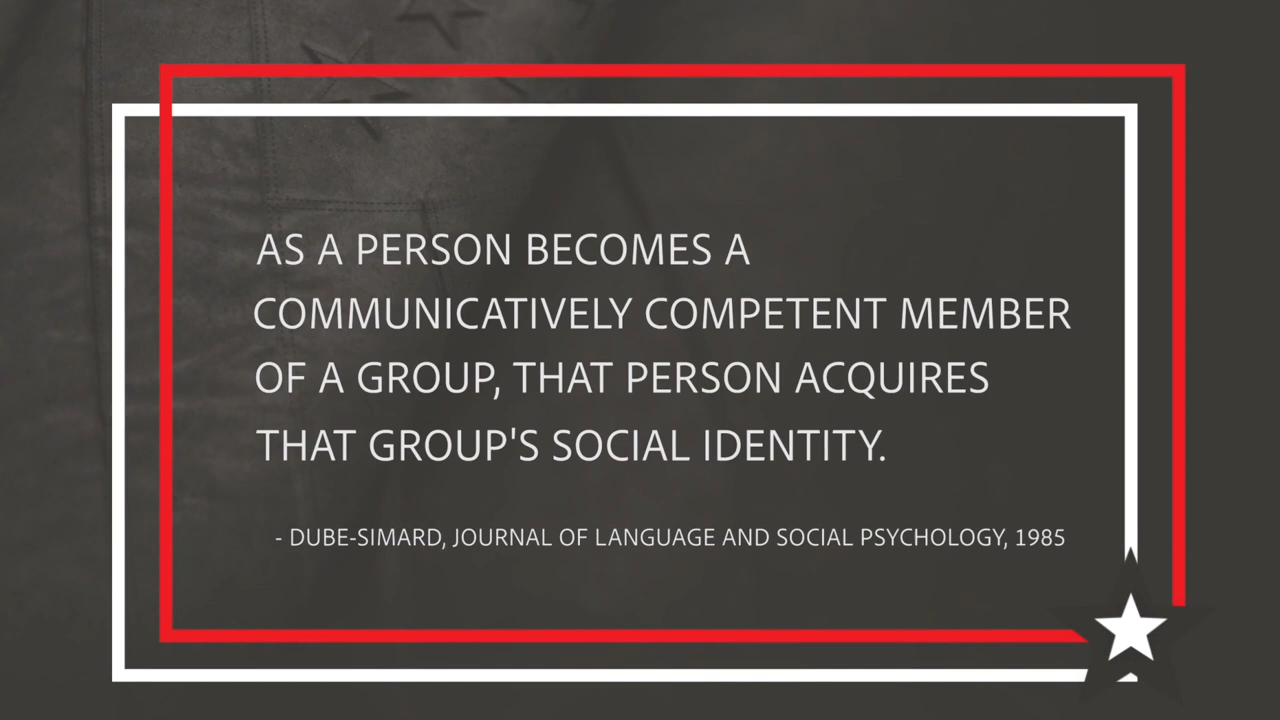 AS A PERSON BECOMES A
COMMUNICATIVELY COMPETENT MEMBER
OF A GROUP, THAT PERSON ACQUIRES
THAT GROUP'S SOCIAL IDENTITY.
- DUBE-SIMARD, JOURNAL OF LANGUAGE AND SOCIAL PSYCHOLOGY, 1985